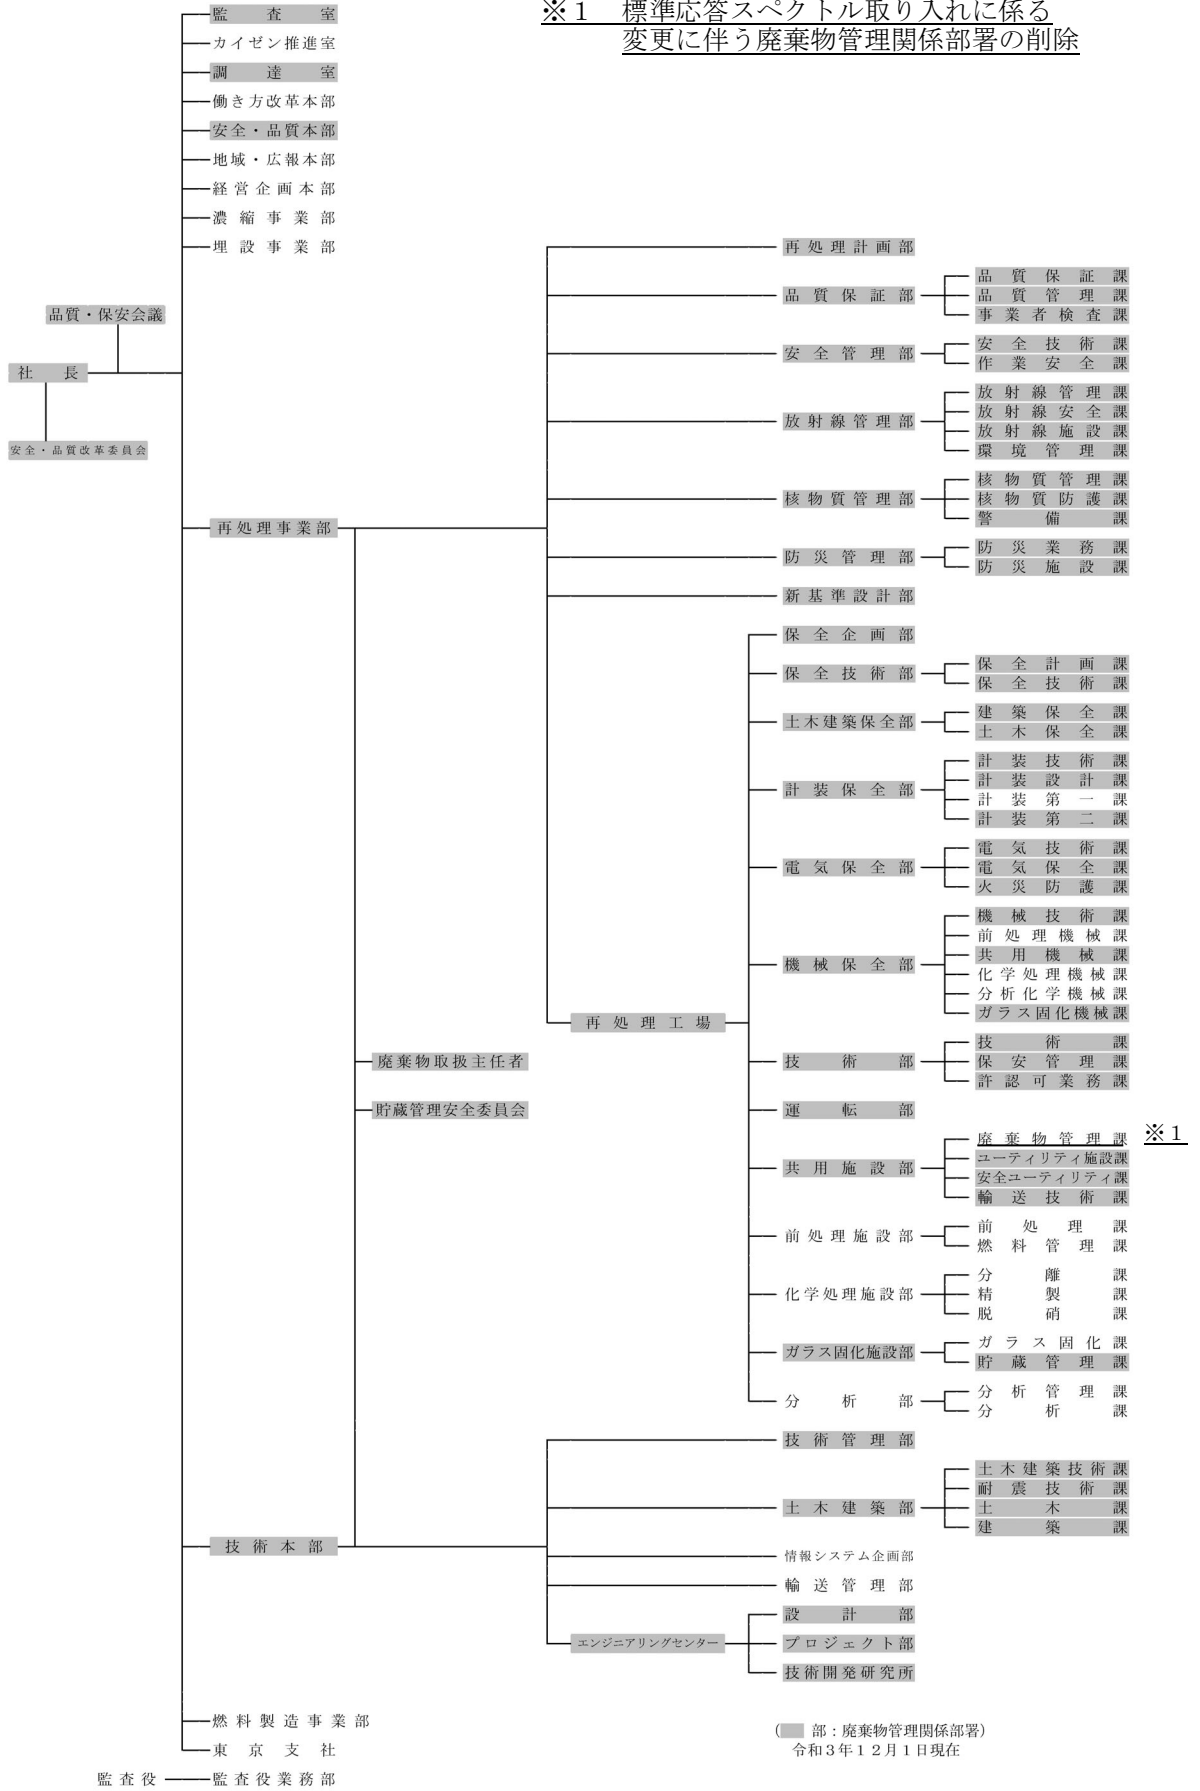 ※１　標準応答スペクトル取り入れに係る
変更に伴う廃棄物管理関係部署の削除
監査室
カイゼン推進室
調達室
働き方改革本部
安全・品質本部
地域・広報本部
経営企画本部
濃縮事業部
埋設事業部
品質・保安会議
社長
安全・品質改革委員会
再処理事業部
再処理計画部
品質保証部
品質保証課
品質管理課
事業者検査課
安全管理部
安全技術課
作業安全課
放射線管理部
放射線管理課
放射線安全課
放射線施設課
環境管理課
核物質管理部
核物質管理課
核物質防護課
警備課
防災管理部
防災業務課
防災施設課
新基準設計部
再処理工場
保全企画部
保全技術部
保全計画課
保全技術課
土木建築保全部
建築保全課
土木保全課
計装保全部
計装技術課
計装設計課
計装第一課
計装第二課
電気保全部
電気技術課
電気保全課
火災防護課
機械保全部
機械技術課
前処理機械課
共用機械課
化学処理機械課
分析化学機械課
ガラス固化機械課
技術部
技術課
保安管理課
許認可業務課
運転部
共用施設部
廃棄物管理課　※１
ユーティリティ施設課
安全ユーティリティ課
輸送技術課
前処理施設部
前処理課
燃料管理課
化学処理施設部
分離課
精製課
脱硝課
ガラス固化施設部
ガラス固化課
貯蔵管理課
分析部
分析管理課
分析課
廃棄物取扱主任者
貯蔵管理安全委員会
技術本部
技術管理部
土木建築部
土木建築技術課
耐震技術課
土木課
建築課
情報システム企画部
輸送管理部
エンジニアリングセンター
設計部
プロジェクト部
技術開発研究所
燃料製造事業部
東京支社
監査役
監査役業務部
（　部：廃棄物管理関係部署）
令和３年１２月１日現在